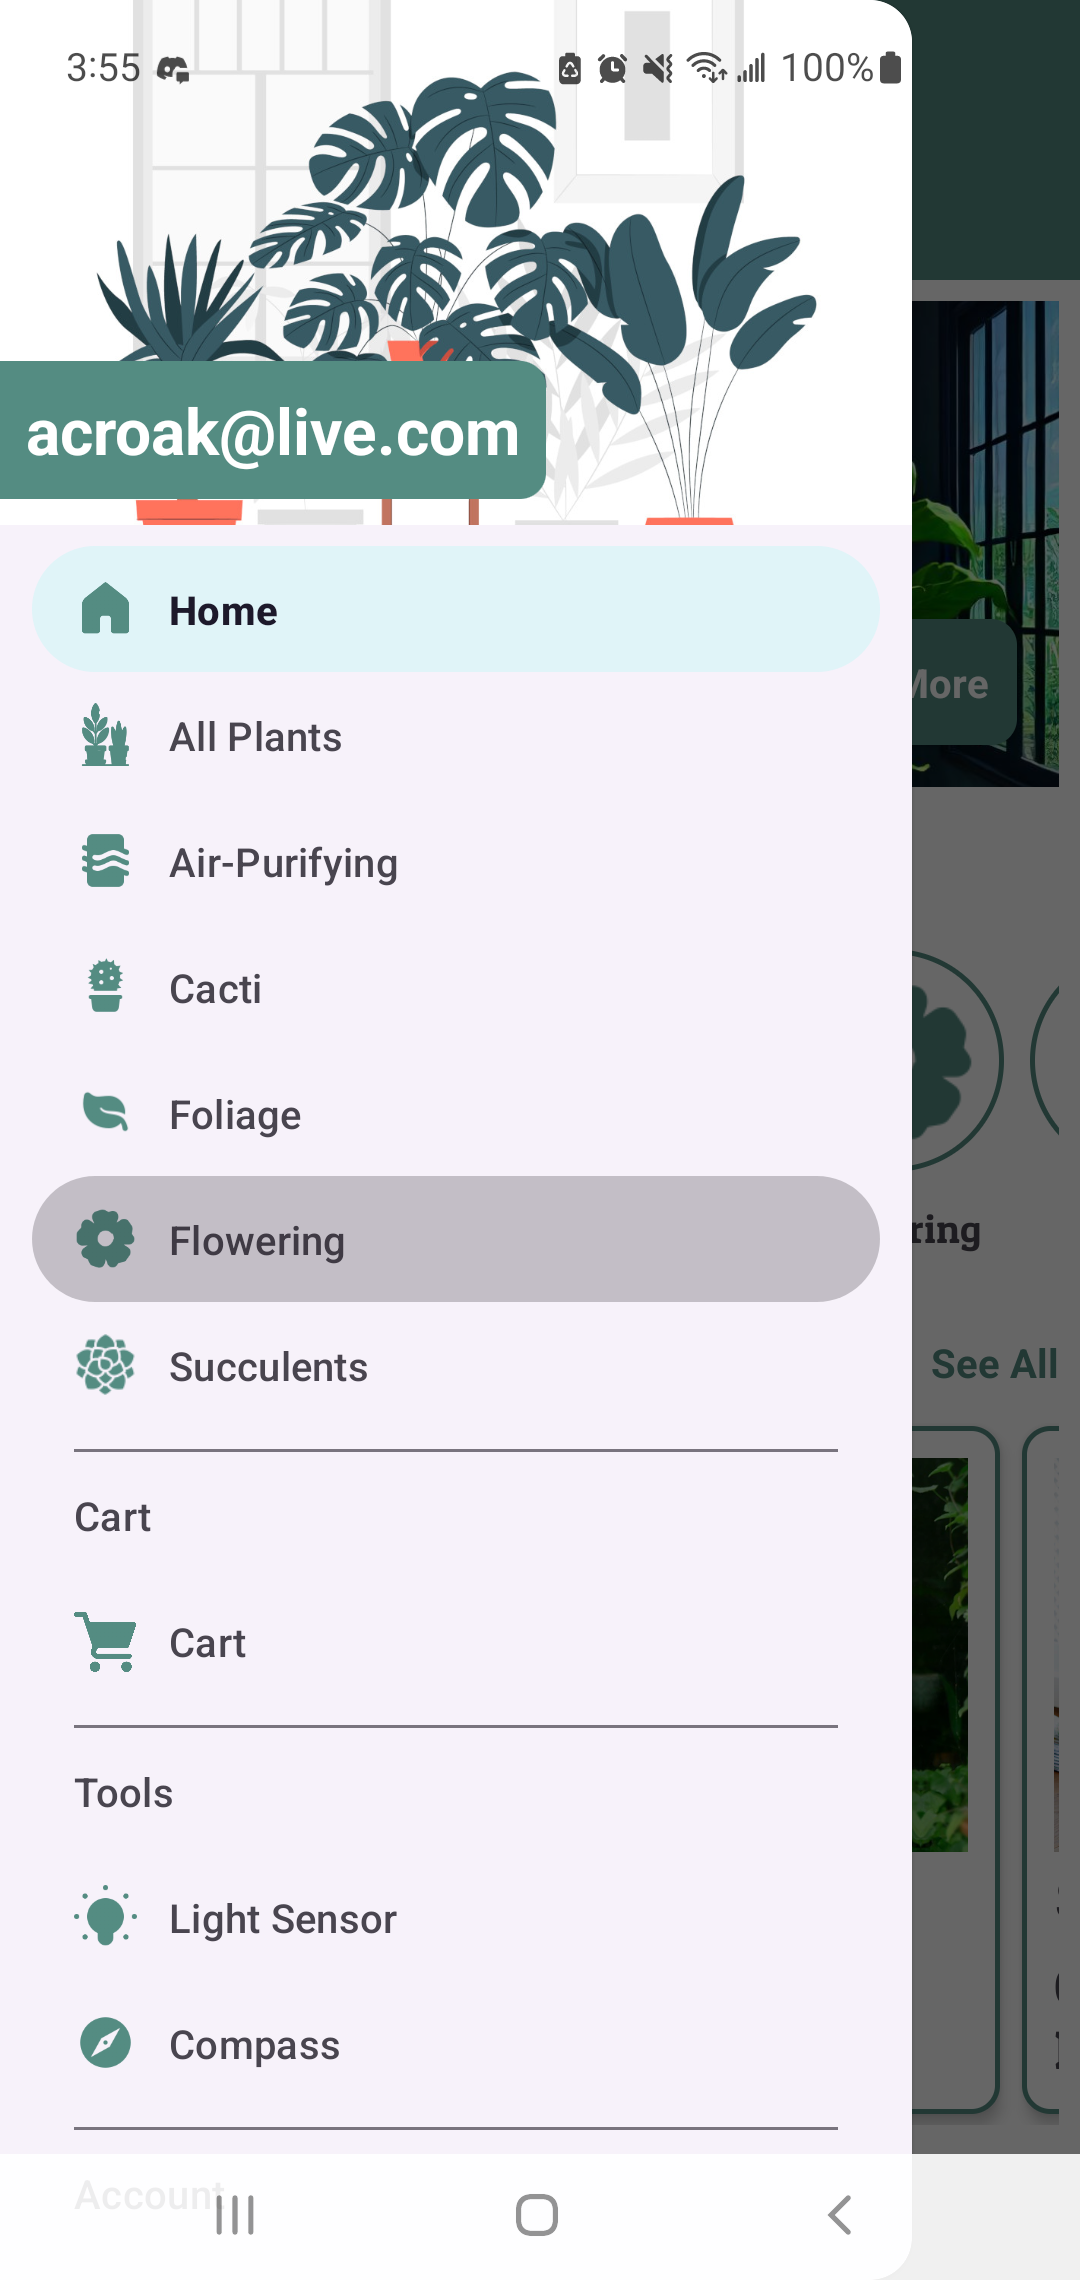 3:55 100%
acroak@live.com
Home
More
All Plants
Air-Purifying
Cacti
Foliage
ring
Flowering
See All
Succulents
Cart
Cart
Tools
Light Sensor
Compass
Account